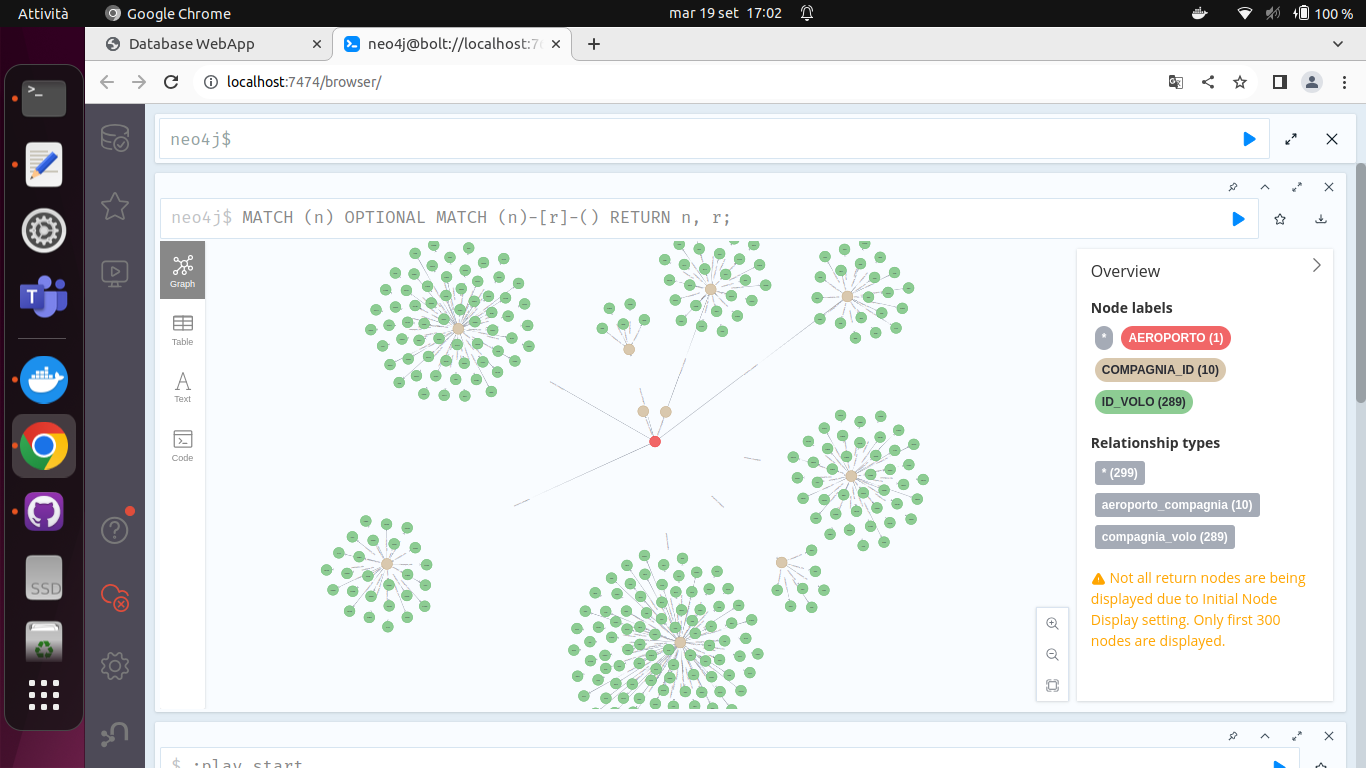 Attività
Google Chrome
mar 19 set 17:02
100 %
Database WebApp
neo4j@bolt://localhost:7
localhost:7474/browser/
neo4j$
neo4j$ MATCH (n) OPTIONAL MATCH (n)-[r]-() RETURN n, r;
Graph
Table
Text
Code
Overview
Node labels
*
AEROPORTO (1)
COMPAGNIA_ID (10)
ID_VOLO (289)
Relationship types
* (299)
aeroporto_compagnia (10)
compagnia_volo (289)
Not all return nodes are being
displayed due to Initial Node
Display setting. Only first 300
nodes are displayed.
SSD
$ :play start